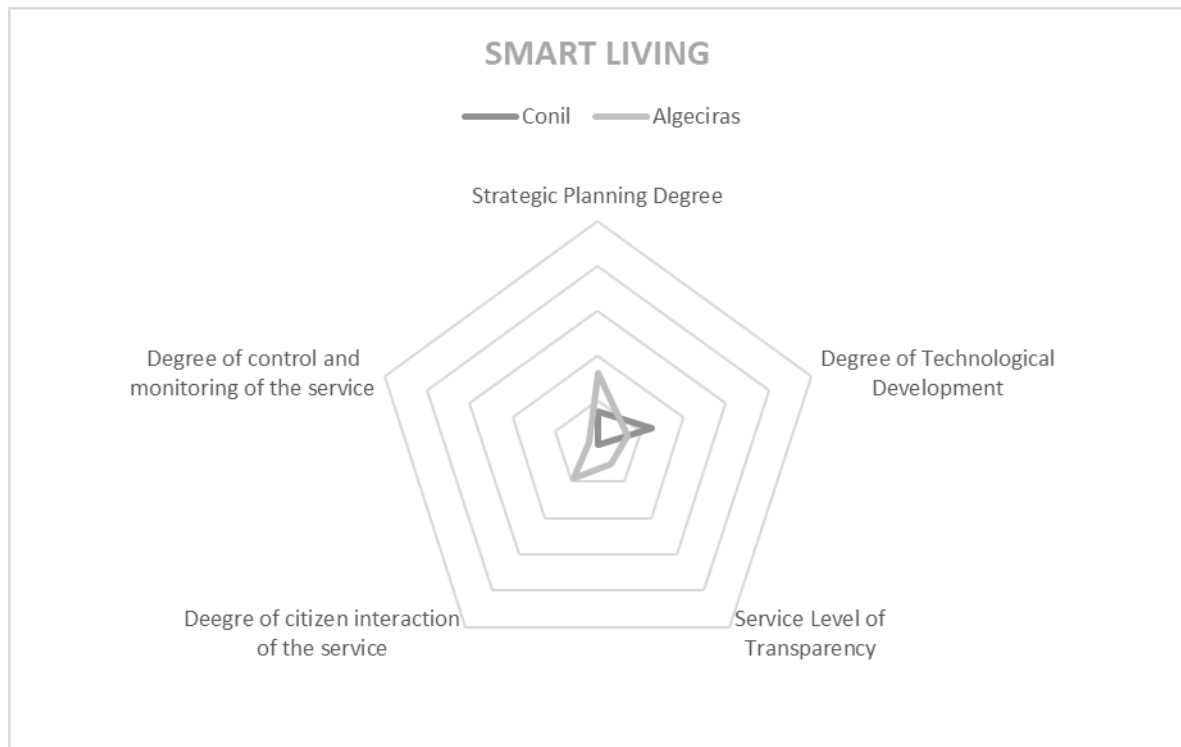 SMART LIVING
Conil
Algeciras
Strategic Planning Degree
Degree of Technological
Development
Service Level of
Transparency
Deegre of citizen interaction
of the service
Degree of control and
monitoring of the service